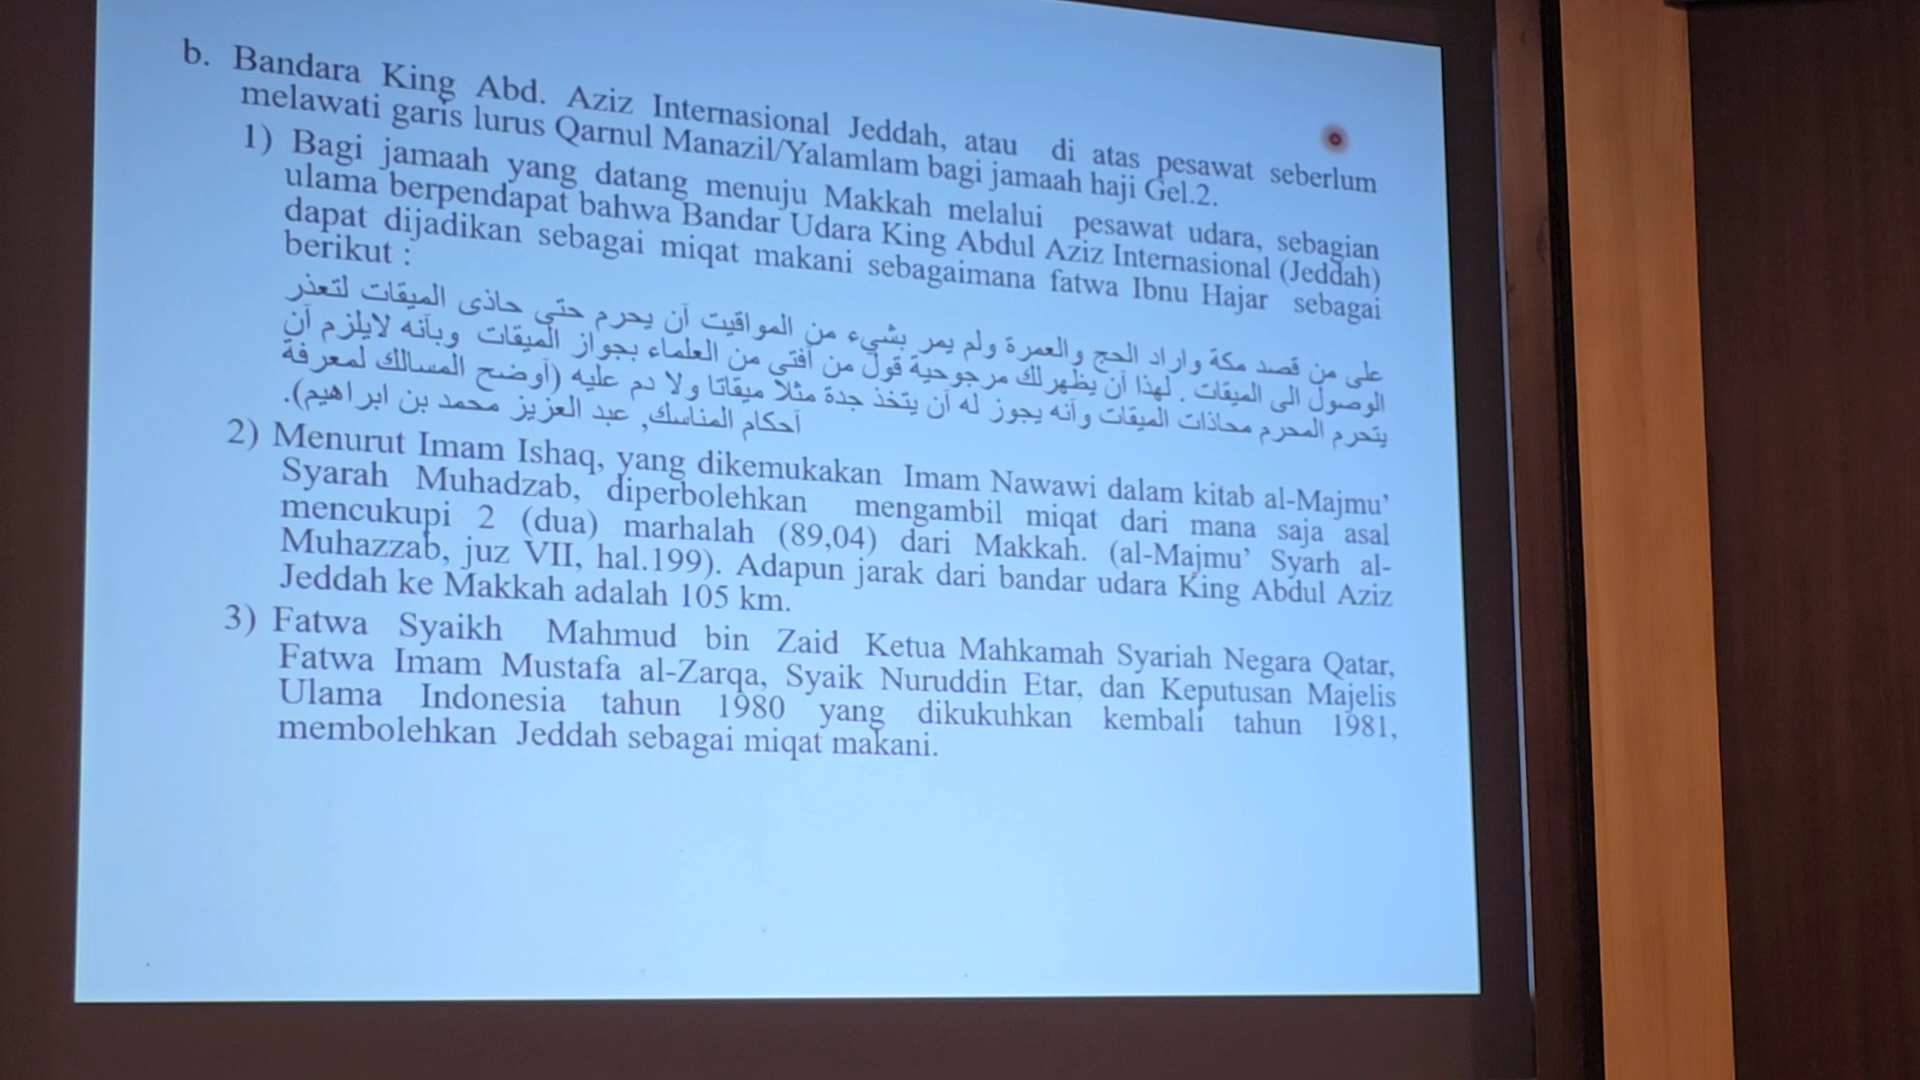 b. Bandara King Abd. Aziz Internasional Jeddah, atau di atas pesawat seberlum
melawati garis lurus Qarnul Manazil/Yalamlam bagi jamaah haji Gel.2.
1) Bagi jamaah yang datang menuju Makkah melalui pesawat udara, sebagian
ulama berpendapat bahwa Bandar Udara King Abdul Aziz Internasional (Jeddah)
dapat dijadikan sebagai miqat makani sebagaimana fatwa Ibnu Hajar sebagai
berikut :
على من قصد مكة واراد الحج والعمرة ولم يمر بشيء من المواقيت أن يحرم حتى حاذى الميقات لتعذر
الوصول الى الميقات . لهذا أن يظهر لك مرجوحية قول من أفتى من العلماء بجواز الميقات وبأنه لايلزم أن
يتحرم المحرم محاذات الميقات وأنه يجوز له أن يتخذ جدة مثلا ميقاتا ولا دم عليه (أوضح المسالك لمعرفة
أحكام المناسك, عبد العزيز محمد بن ابراهيم).
2) Menurut Imam Ishaq, yang dikemukakan Imam Nawawi dalam kitab al-Majmu’
Syarah Muhadzab, diperbolehkan mengambil miqat dari mana saja asal
mencukupi 2 (dua) marhalah (89,04) dari Makkah. (al-Majmu’ Syarh al-
Muhazzab, juz VII, hal.199). Adapun jarak dari bandar udara King Abdul Aziz
Jeddah ke Makkah adalah 105 km.
3) Fatwa Syaikh Mahmud bin Zaid Ketua Mahkamah Syariah Negara Qatar,
Fatwa Imam Mustafa al-Zarqa, Syaik Nuruddin Etar, dan Keputusan Majelis
Ulama Indonesia tahun 1980 yang dikukuhkan kembali tahun 1981,
membolehkan Jeddah sebagai miqat makani.